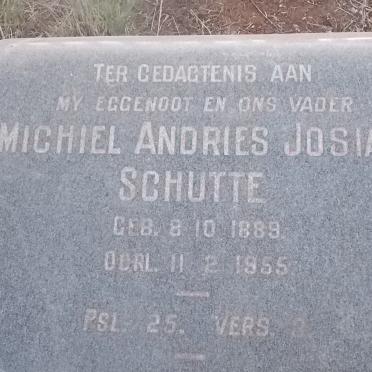 TER GEDAGTENIS AAN
MY EGGENOOT EN ONS VADER
MICHIEL ANDRIES JOSIA
SCHUTTE
GEB. 8 10 1889.
OORL. 11 2 1955
PSL. 25. VERS